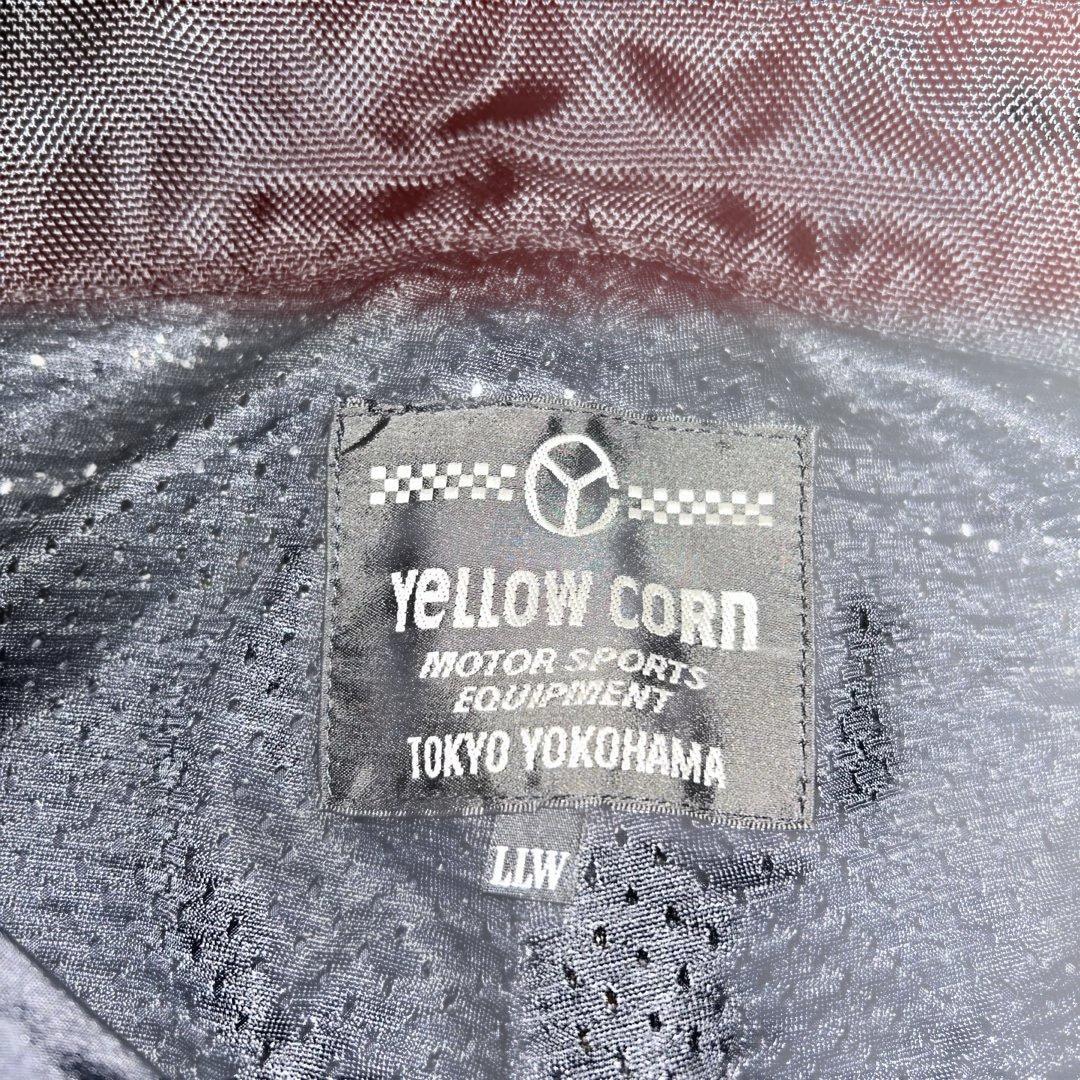 YeLLOW CORn
MOTOR SPORTS
EQUIPMENT
TOKYO YOKOHAMA
LLW